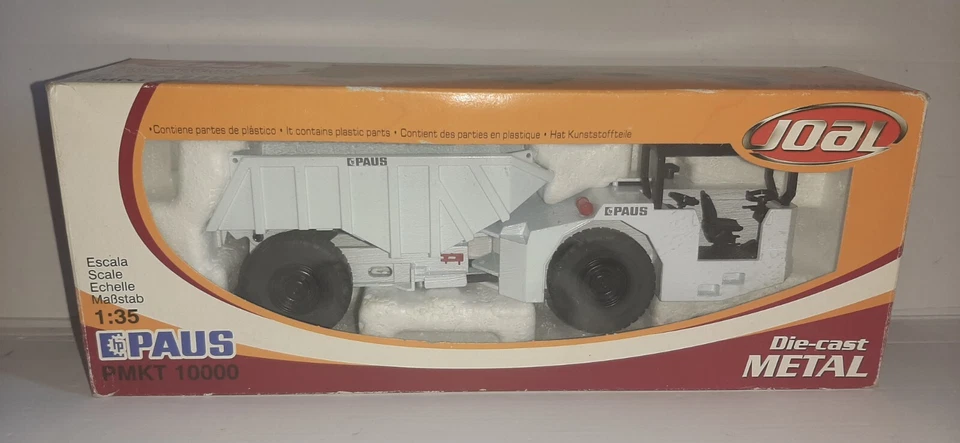 •Contiene partes de plástico • It contains plastic parts • Contient des parties en plastique • Hat Kunststoffteile
JOAL
PAUS
PAUS
Escala
Scale
Echelle
Maßstab
1:35
PAUS
PMKT 10000
Die-cast
METAL